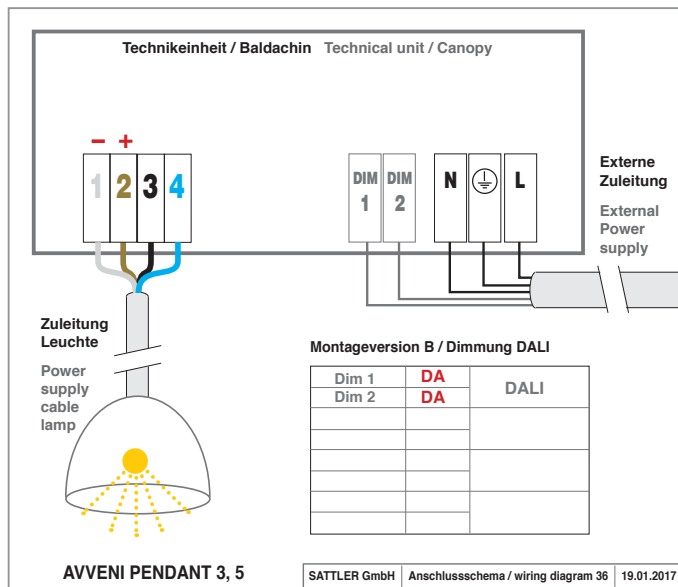 Technikeinheit / Baldachin Technical unit / Canopy
– +
1 2 3 4
DIM 1 DIM 2 N L
Externe
Zuleitung
External
Power
supply
Zuleitung
Leuchte
Power
supply
cable
lamp
Montageversion B / Dimmung DALI
Dim 1 DA DALI
Dim 2 DA
AVVENI PENDANT 3, 5
SATTLER GmbH Anschlussschema / wiring diagram 36 19.01.2017